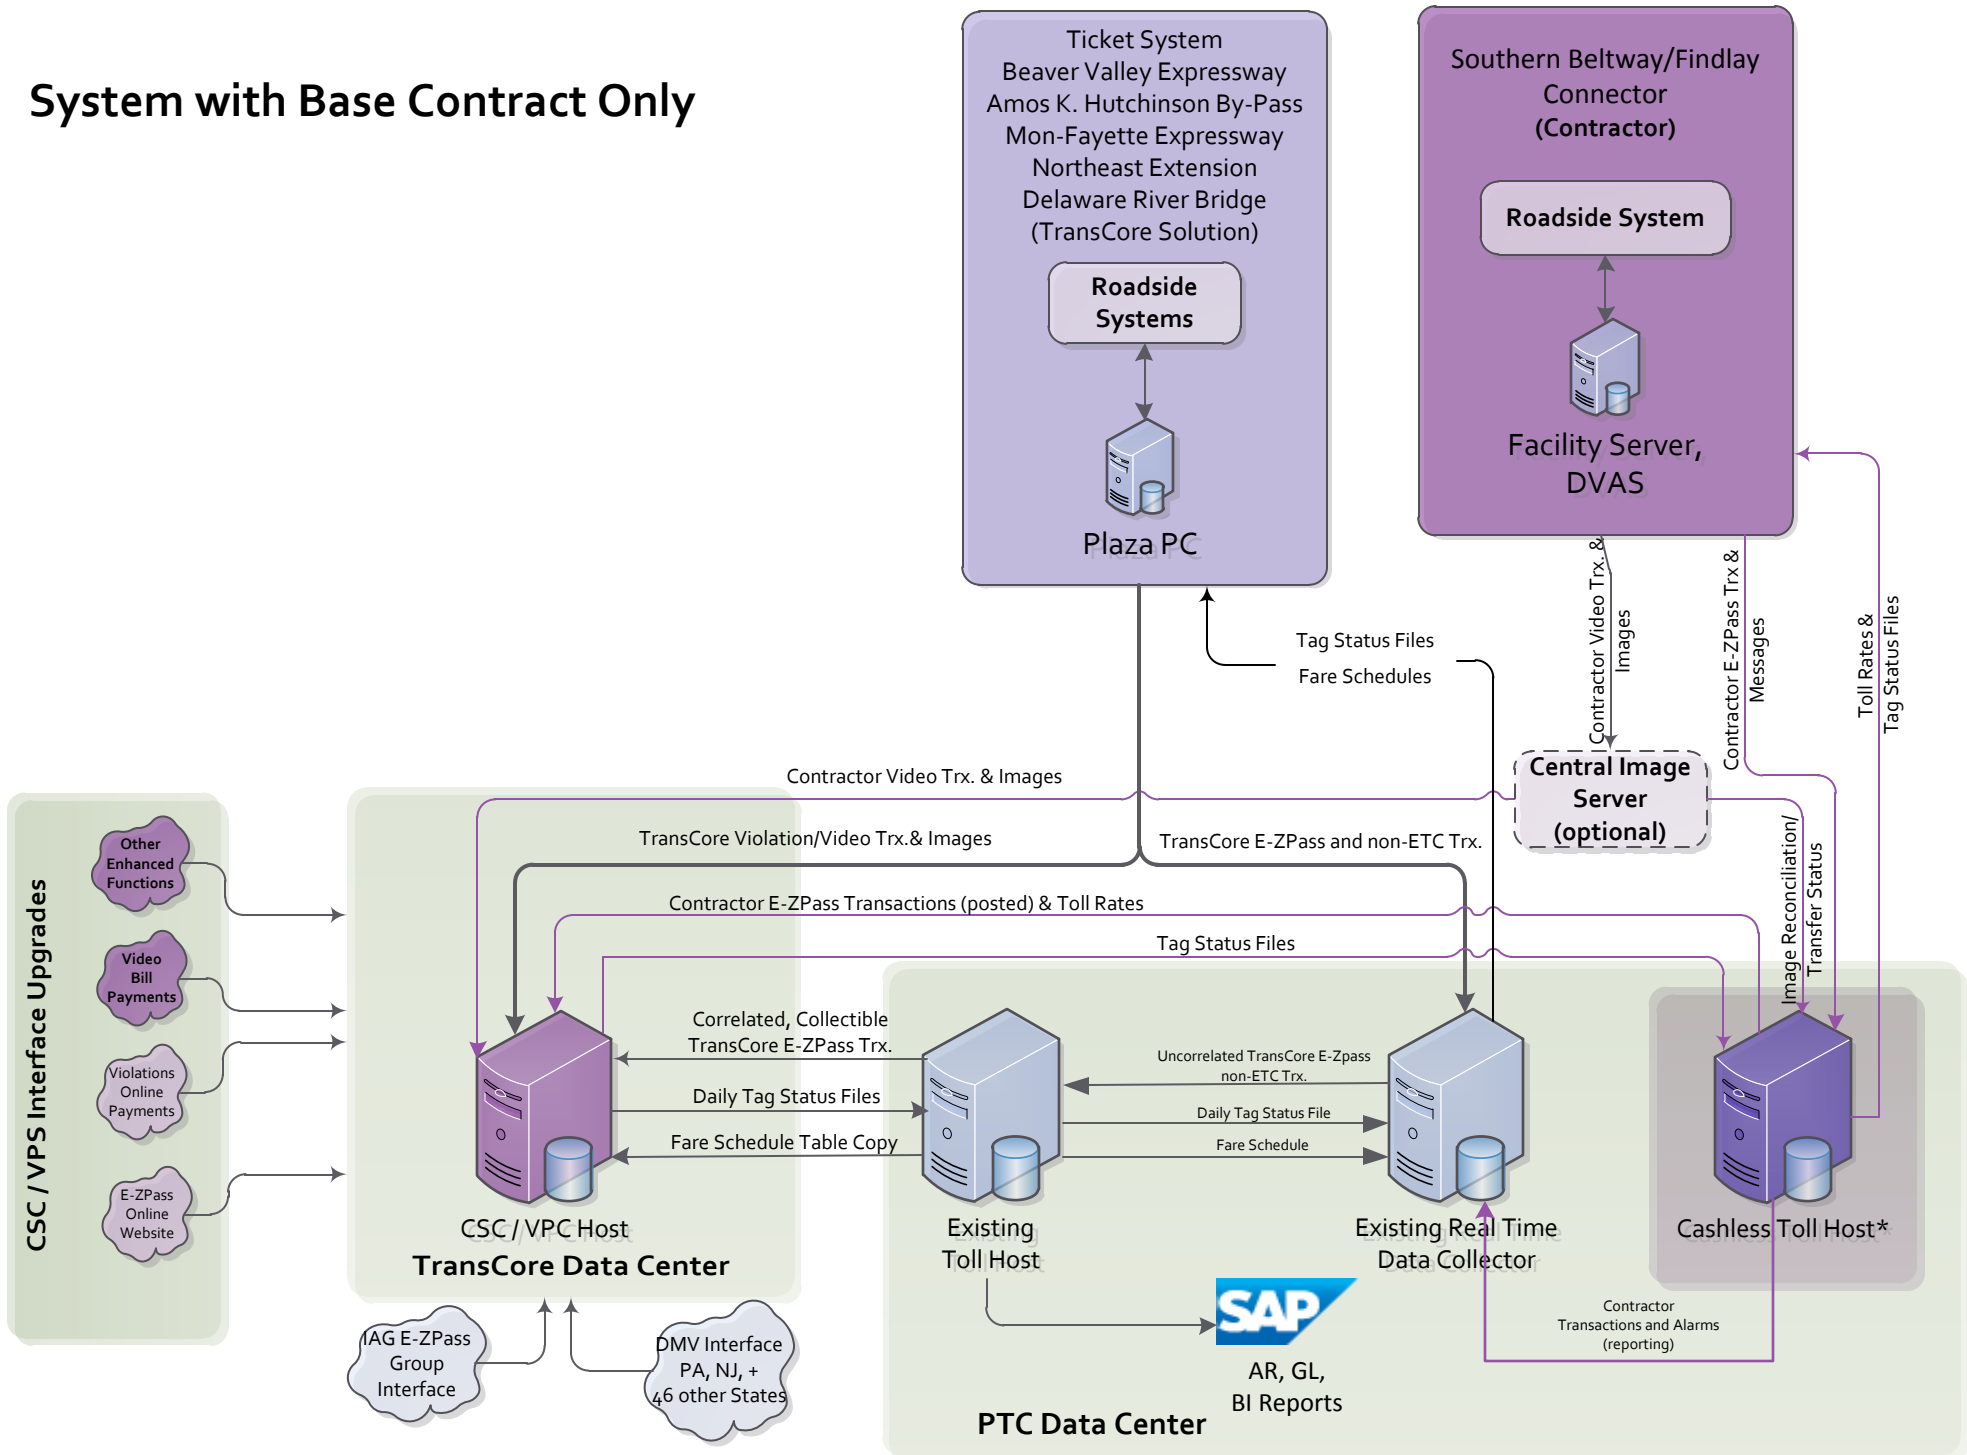 System with Base Contract Only
Ticket System
Beaver Valley Expressway
Amos K. Hutchinson By-Pass
Mon-Fayette Expressway
Northeast Extension
Delaware River Bridge
(TransCore Solution)
Roadside
Systems
Plaza PC
Southern Beltway/Findlay
Connector
(Contractor)
Roadside System
Facility Server,
DVAS
Tag Status Files
Fare Schedules
Contractor Video Trx. &
Images
Contractor E-ZPass Trx &
Messages
Toll Rates &
Tag Status Files
Central Image
Server
(optional)
Contractor Video Trx. & Images
TransCore Violation/Video Trx.& Images
TransCore E-ZPass and non-ETC Trx.
Contractor E-ZPass Transactions (posted) & Toll Rates
Tag Status Files
Image Reconciliation/
Transfer Status
CSC / VPS Interface Upgrades
Other
Enhanced
Functions
Video
Bill
Payments
Violations
Online
Payments
E-ZPass
Online
Website
Correlated, Collectible
TransCore E-ZPass Trx.
Daily Tag Status Files
Fare Schedule Table Copy
Uncorrelated TransCore E-Zpass
non-ETC Trx.
Daily Tag Status File
Fare Schedule
CSC / VPC Host
TransCore Data Center
Existing
Toll Host
Existing Real Time
Data Collector
Cashless Toll Host*
IAG E-ZPass
Group
Interface
DMV Interface
PA, NJ, +
46 other States
SAP
AR, GL,
BI Reports
Contractor
Transactions and Alarms
(reporting)
PTC Data Center